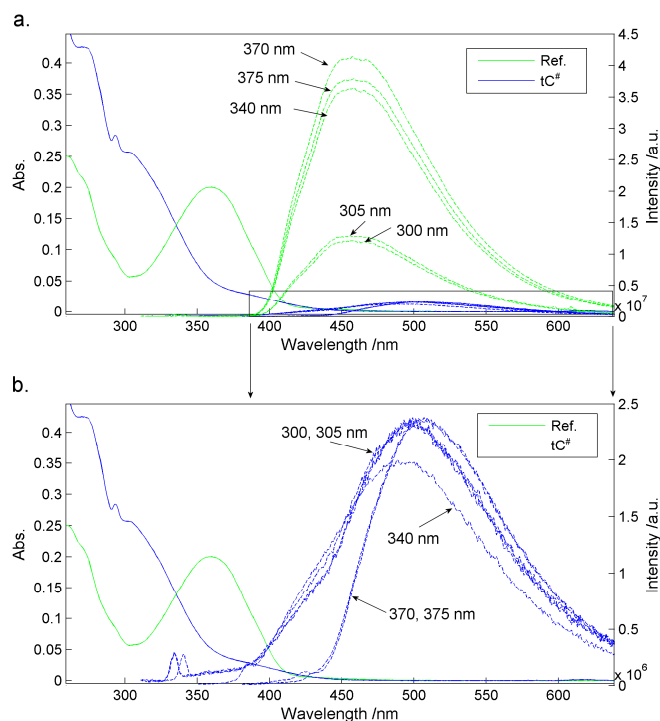 a.
4.5
4
3.5
3
2.5
2
1.5
1
0.5
0
x 10⁷
Intensity /a.u.
0.4
0.35
0.3
0.25
0.2
0.15
0.1
0.05
0
Abs.
370 nm
375 nm
340 nm
305 nm
300 nm
Ref.
tC#
300 350 400 450 500 550 600
Wavelength /nm
b.
2.5
2
1.5
1
0.5
0
x 10⁶
Intensity /a.u.
0.4
0.35
0.3
0.25
0.2
0.15
0.1
0.05
0
Abs.
300, 305 nm
340 nm
370, 375 nm
Ref.
tC#
300 350 400 450 500 550 600
Wavelength /nm